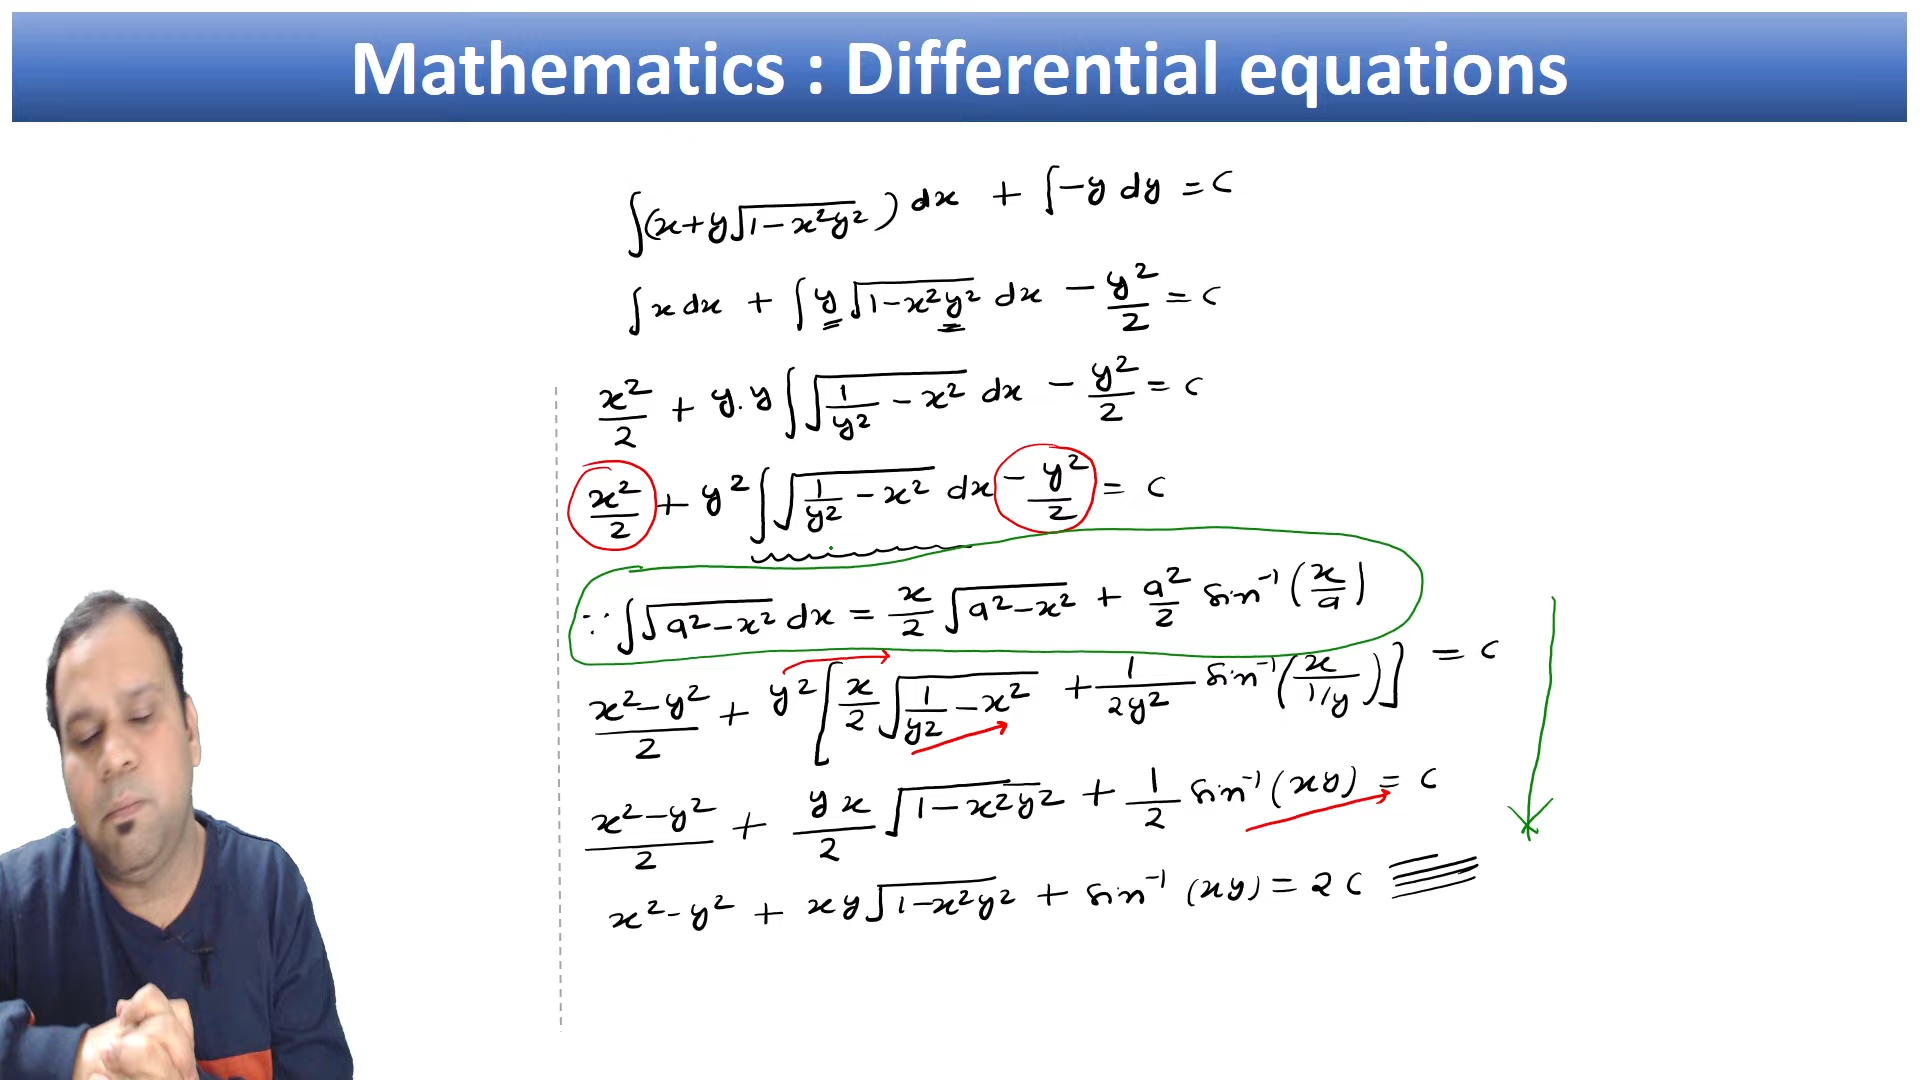 Mathematics : Differential equations
∫(x+y√(1-x²y²)) dx + ∫-y dy = c
∫x dx + ∫y √(1-x²y²) dx - y²/2 = c
x²/2 + y.y ∫√(1/y² - x²) dx - y²/2 = c
x²/2 + y² ∫√(1/y² - x²) dx - y²/2 = c
∵ ∫√(a²-x²) dx = x/2 √(a²-x²) + a²/2 sin⁻¹(x/a)
(x²-y²)/2 + y² [x/2 √(1/y² - x²) + 1/(2y²) sin⁻¹(x/(1/y))] = c
(x²-y²)/2 + yx/2 √(1-x²y²) + 1/2 sin⁻¹(xy) = c
x²-y² + xy√(1-x²y²) + sin⁻¹(xy) = 2c